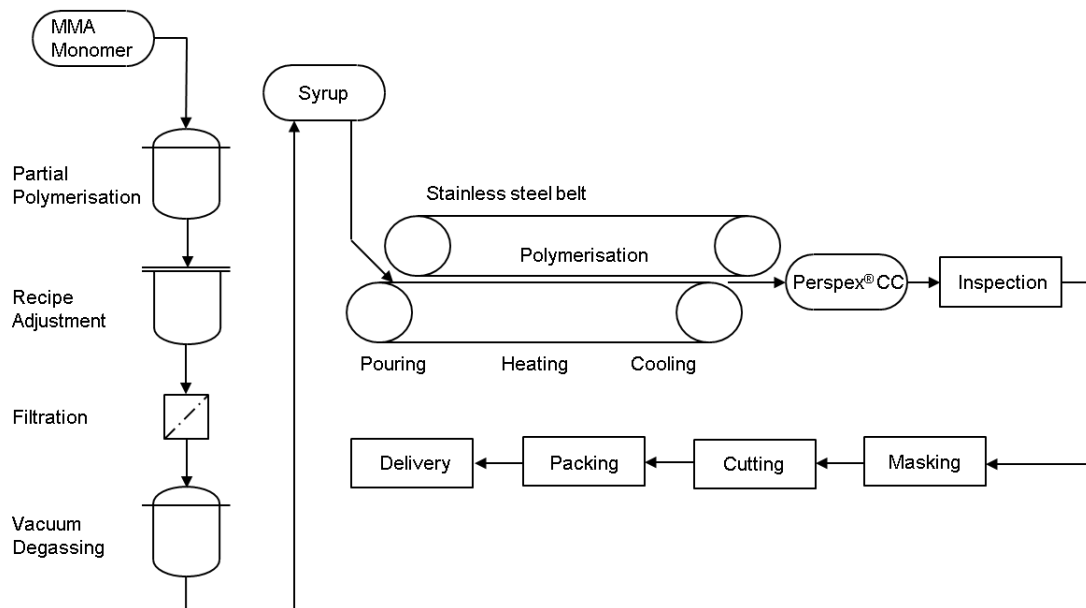 MMA
Monomer
Partial
Polymerisation
Recipe
Adjustment
Filtration
Vacuum
Degassing
Syrup
Stainless steel belt
Polymerisation
Pouring
Heating
Cooling
Perspex® CC
Inspection
Masking
Cutting
Packing
Delivery